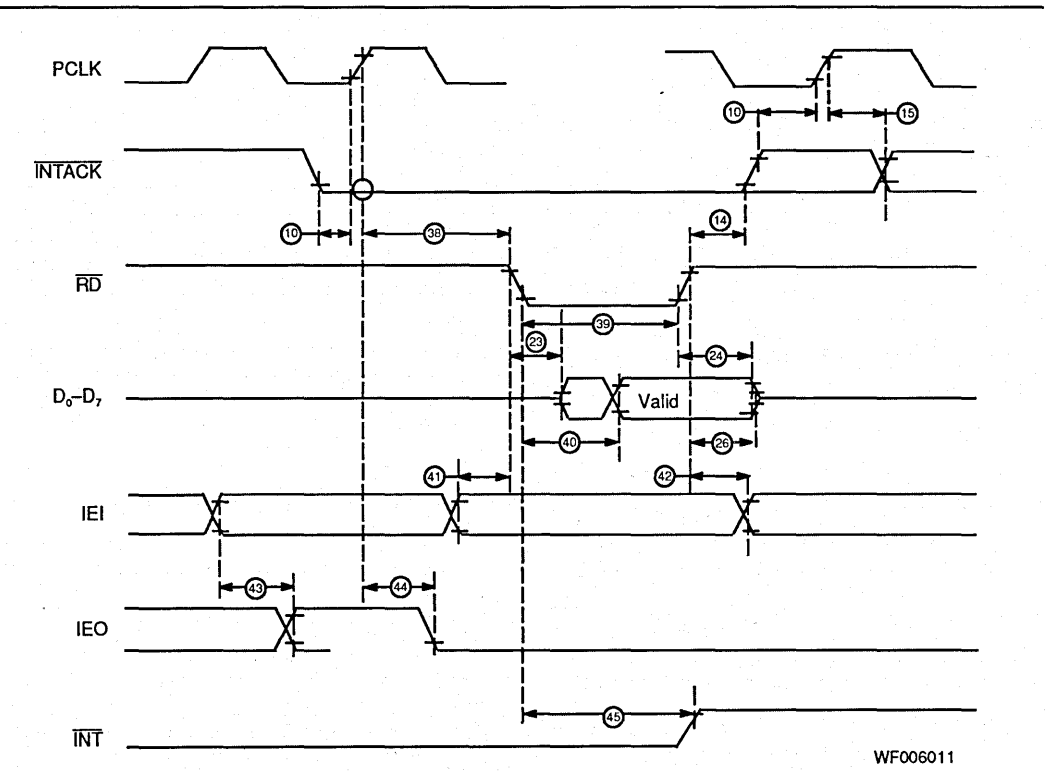 PCLK
10 15
INTACK
10 38 14
RD
39
23 24
D₀–D₇ Valid
40 26
41 42
IEI
43 44
IEO
45
INT
WF006011